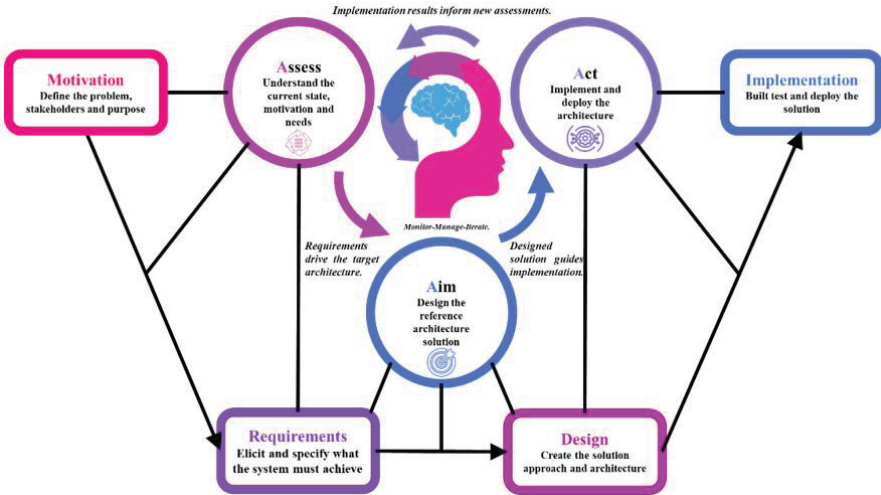 Implementation results inform new assessments.
Motivation
Define the problem,
stakeholders and purpose
Assess
Understand the
current state,
motivation and
needs
Act
Implement and
deploy the
architecture
Implementation
Built test and deploy the
solution
Monitor-Manage-Iterate.
Requirements
drive the target
architecture.
Designed
solution guides
implementation.
Aim
Design the
reference
architecture
solution
Requirements
Elicit and specify what
the system must achieve
Design
Create the solution
approach and architecture